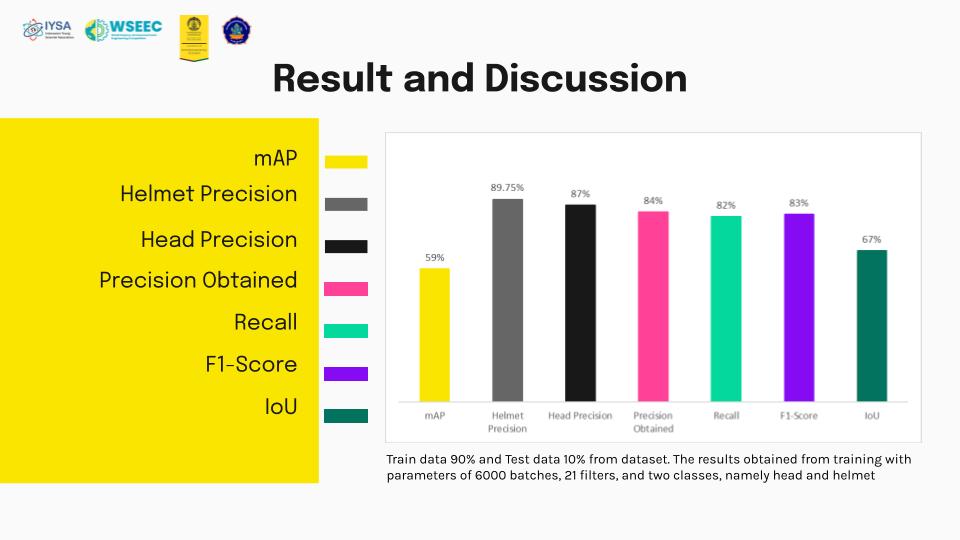 IYSA
WSEEC
Result and Discussion
mAP
Helmet Precision
Head Precision
Precision Obtained
Recall
F1-Score
IoU
59%
89.75%
87%
84%
82%
83%
67%
mAP
Helmet
Precision
Head Precision
Precision
Obtained
Recall
F1-Score
IoU
Train data 90% and Test data 10% from dataset. The results obtained from training with
parameters of 6000 batches, 21 filters, and two classes, namely head and helmet